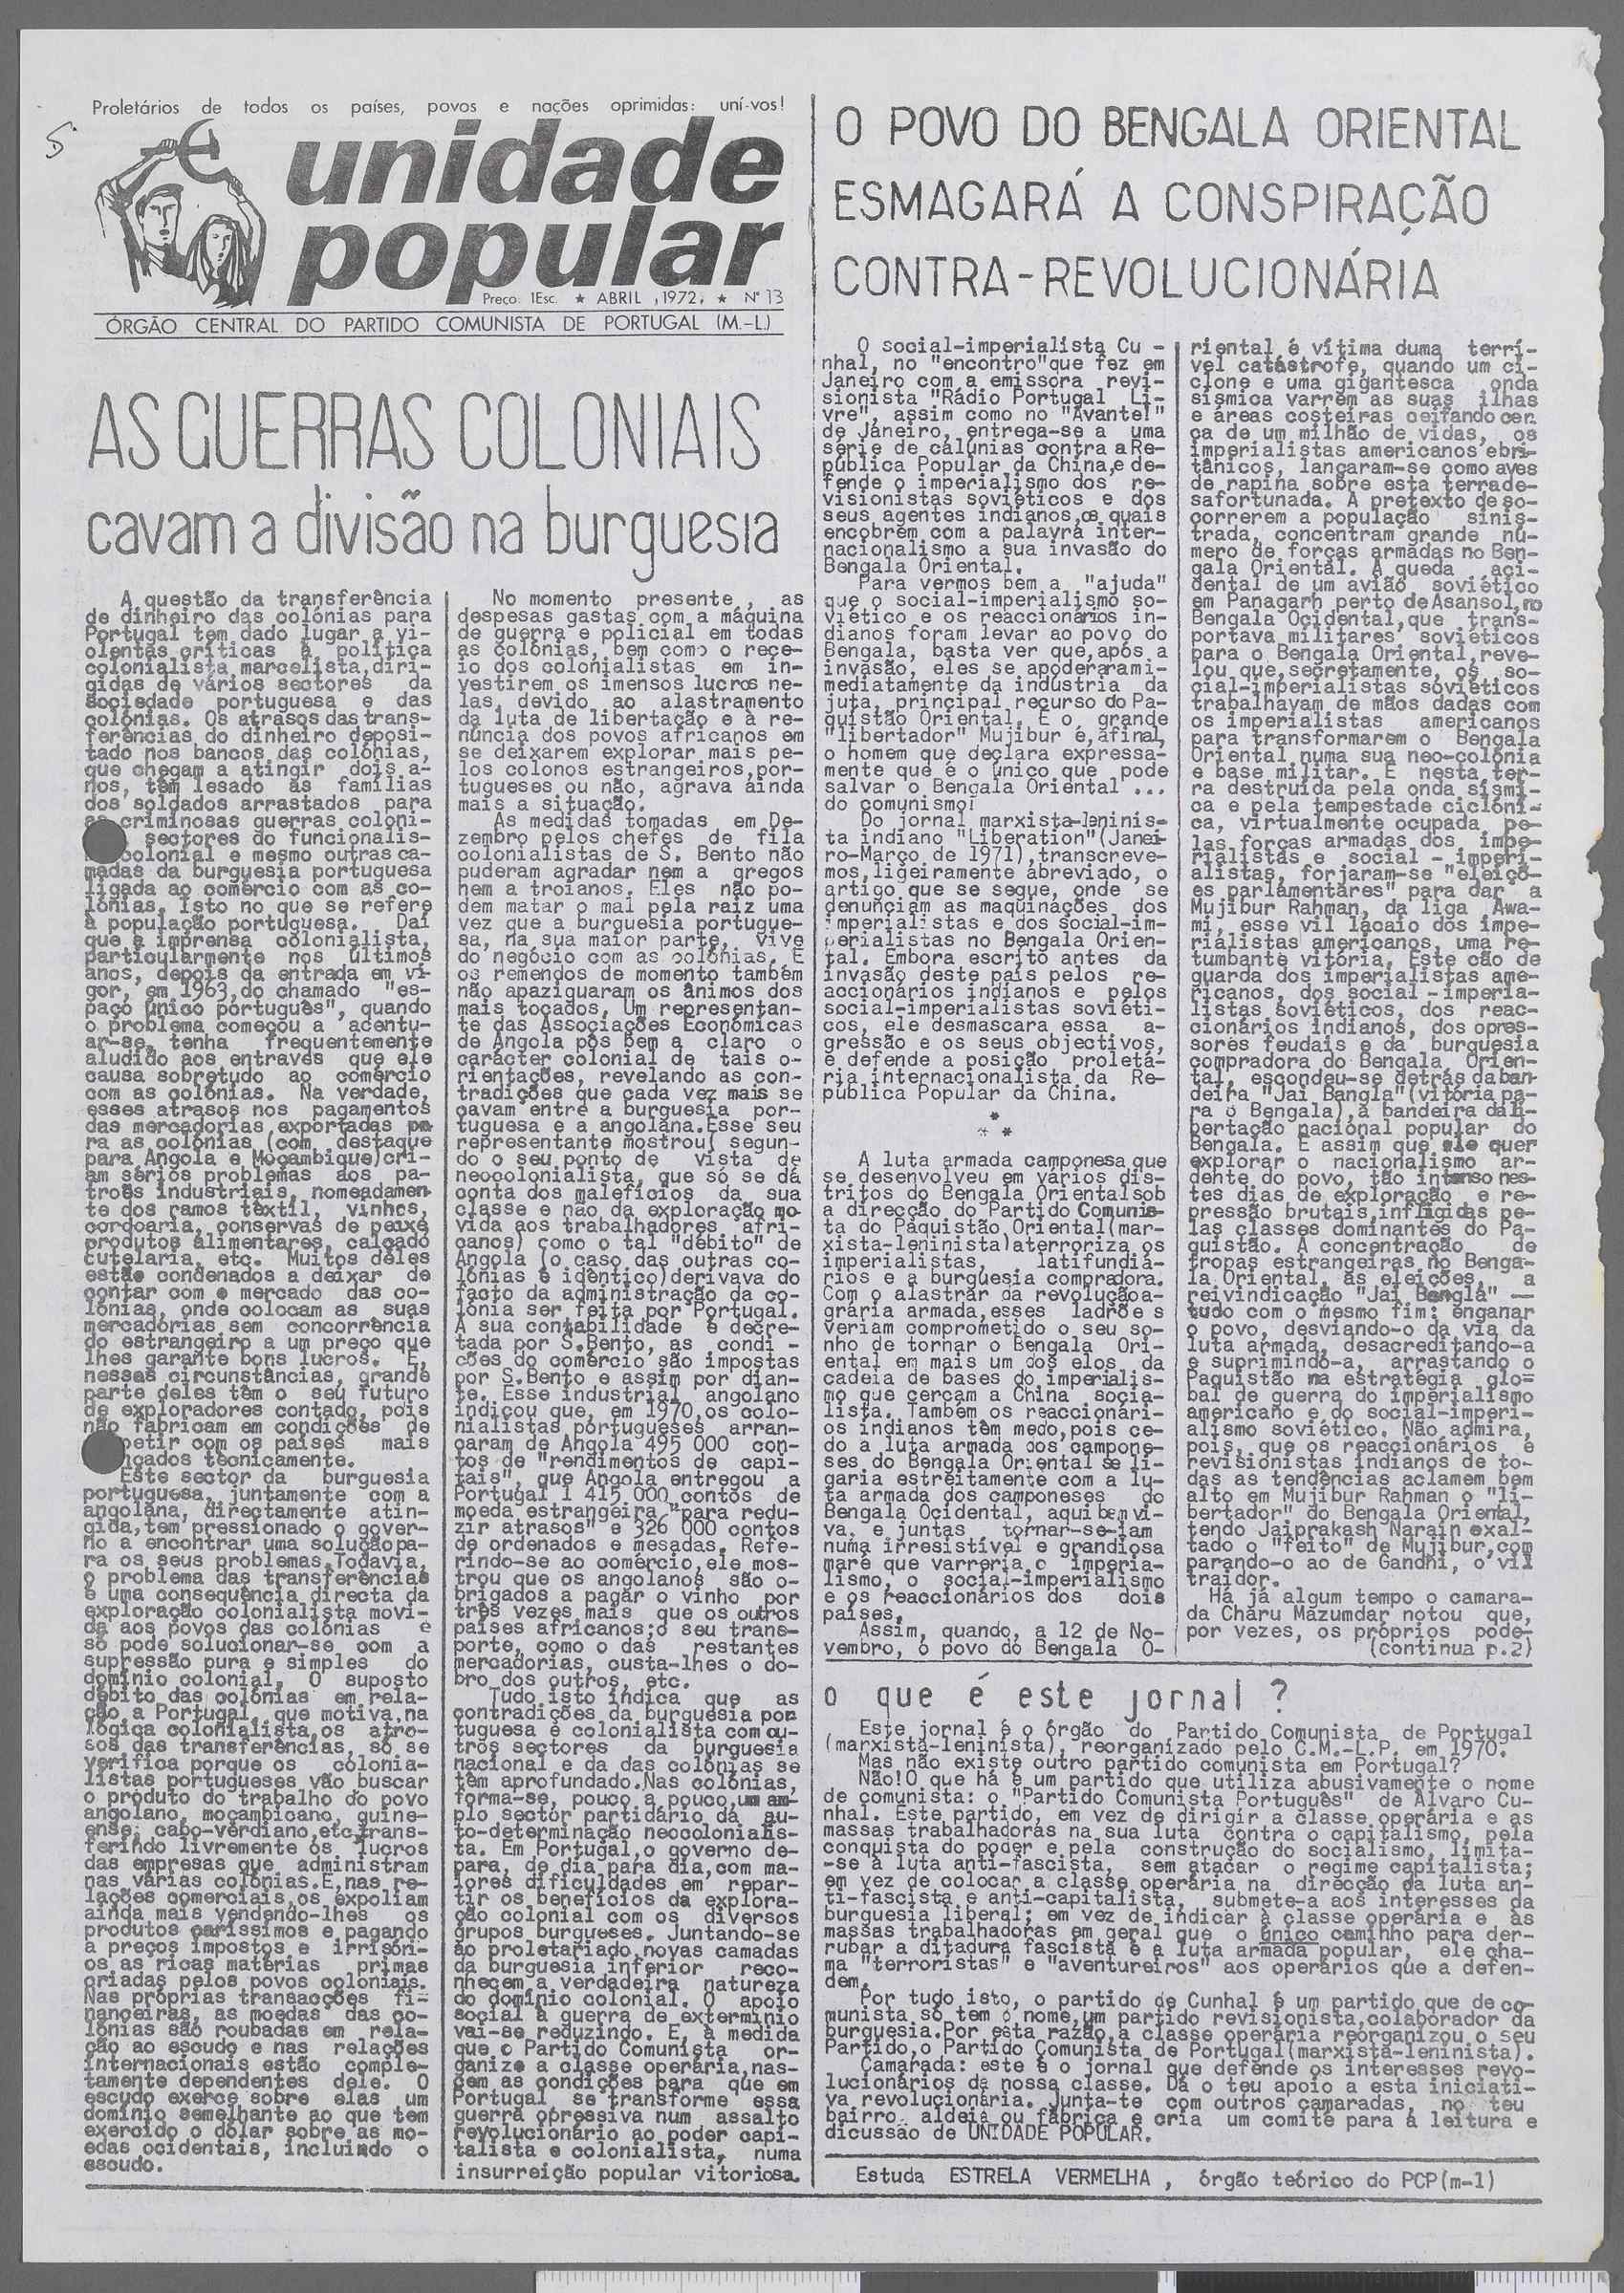 Proletários de todos os países, povos e nações oprimidas: uní-vos!
unidade
popular
Preço: 1Esc. ★ ABRIL ,1972, ★ Nº 13
ÓRGÃO CENTRAL DO PARTIDO COMUNISTA DE PORTUGAL (M.-L.)
AS GUERRAS COLONIAIS
cavam a divisão na burguesia
A questão da transferência
de dinheiro das colónias para
Portugal tem dado lugar a vi-
olentas críticas à política
colonialista marcelista, diri-
gidas de vários sectores da
sociedade portuguesa e das
colónias. Os atrasos das trans-
ferências do dinheiro deposi-
tado nos bancos das colónias,
que chegam a atingir dois a-
nos, têm lesado as famílias
dos soldados arrastados para
as criminosas guerras coloni-
sectores do funcionalis-
colonial e mesmo outras ca-
madas da burguesia portuguesa
ligada ao comércio com as co-
lónias. Isto no que se refere
à população portuguesa. Daí
que a imprensa colonialista,
particularmente nos últimos
anos, depois da entrada em vi-
gor, em 1963,do chamado "es-
paço único português", quando
o problema começou a acentu-
ar-se, tenha frequentemente
aludido aos entraves que ele
causa sobretudo ao comércio
com as colónias. Na verdade,
esses atrasos nos pagamentos
das mercadorias exportadas pa-
ra as colónias (com destaque
para Angola e Moçambique)cri-
am sérios problemas aos pa-
trões industriais, nomeadamen-
te dos ramos têxtil, vinhos,
cordoaria, conservas de peixe
produtos alimentares, calçado
cutelaria, etc. Muitos deles
estão condenados a deixar de
contar com o mercado das co-
lónias, onde colocam as suas
mercadorias sem concorrência
do estrangeiro a um preço que
lhes garante bons lucros. E,
nessas circunstâncias, grande
parte deles têm o seu futuro
de exploradores contado, pois
não fabricam em condições de
petir com os países mais
nçados tècnicamente.
Este sector da burguesia
portuguesa, juntamente com a
angolana, directamente atin-
gida,tem pressionado o gover-
no a encontrar uma solução pa-
ra os seus problemas.Todavia,
o problema das transferências
é uma consequência directa da
exploração colonialista movi-
da aos povos das colónias e
só pode solucionar-se com a
supressão pura e simples do
domínio colonial. O suposto
débito das colónias em rela-
ção a Portugal, que motiva,na
lógica colonialista,os atra-
sos das transferências, só se
verifica porque os colonia-
listas portugueses vão buscar
o produto do trabalho do povo
angolano, moçambicano, guine-
ense, cabo-verdiano,etc,trans-
ferindo livremente os lucros
das empresas que administram
nas várias colónias.E,nas re-
lações comerciais,os expoliam
ainda mais vendendo-lhes os
produtos caríssimos e pagando
a preços impostos e irrisóri-
os as ricas matérias primas
criadas pelos povos coloniais.
Nas próprias transacções fi-
nanceiras, as moedas das co-
lónias são roubadas em rela-
ção ao escudo e nas relações
internacionais estão comple-
tamente dependentes dele. O
escudo exerce sobre elas um
domínio semelhante ao que tem
exercido o dólar sobre as mo-
edas ocidentais, incluindo o
escudo.
No momento presente, as
despesas gastas com a máquina
de guerra e policial em todas
as colónias, bem como o rece-
io dos colonialistas em in-
vestirem os imensos lucros ne-
las, devido ao alastramento
da luta de libertação e à re-
núncia dos povos africanos em
se deixarem explorar mais pe-
los colonos estrangeiros,por-
tugueses ou não, agrava ainda
mais a situação.
As medidas tomadas em De-
zembro pelos chefes de fila
colonialistas de S. Bento não
puderam agradar nem a gregos
nem a troianos. Eles não po-
dem matar o mal pela raiz uma
vez que a burguesia portugue-
sa, na sua maior parte, vive
do negócio com as colónias. E
os remendos de momento também
não apaziguaram os ânimos dos
mais tocados. Um representan-
te das Associações Económicas
de Angola pôs bem a claro o
carácter colonial de tais o-
rientações, revelando as con-
tradições que cada vez mais se
cavam entre a burguesia por-
tuguesa e a angolana.Esse seu
representante mostrou( segun-
do o seu ponto de vista de
neocolonialista, que só se dá
conta dos malefícios da sua
classe e não da exploração mo-
vida aos trabalhadores afri-
canos) como o tal "débito" de
Angola (o caso das outras co-
lónias é idêntico)derivava do
facto da administração da co-
lónia ser feita por Portugal.
A sua contabilidade é decre-
tada por S.Bento, as condi -
ções do comércio são impostas
por S.Bento e assim por dian-
te. Esse industrial angolano
indicou que, em 1970,os colo-
nialistas portugueses arran-
caram de Angola 495 000 con-
tos de "rendimentos de capi-
tais", que Angola entregou a
Portugal 1 415 000 contos de
moeda estrangeira "para redu-
zir atrasos" e 326 000 contos
de ordenados e mesadas. Refe-
rindo-se ao comércio,ele mos-
trou que os angolanos são o-
brigados a pagar o vinho por
três vezes mais que os outros
países africanos;o seu trans-
porte, como o das restantes
mercadorias, custa-lhes o do-
bro dos outros, etc.
Tudo isto indica que as
contradições da burguesia por
tuguesa e colonialista com ou-
tros sectores da burguesia
nacional e da das colónias se
têm aprofundado.Nas colónias,
forma-se, pouco a pouco,um am-
plo sector partidário da au-
to-determinação neocolonialis-
ta. Em Portugal,o governo de-
para, de dia para dia,com ma-
iores dificuldades em repar-
tir os benefícios da explora-
ção colonial com os diversos
grupos burgueses. Juntando-se
ao proletariado,novas camadas
da burguesia inferior reco-
nhecem a verdadeira natureza
do domínio colonial. O apoio
social à guerra de extermínio
vai-se reduzindo. E, à medida
que o Partido Comunista or-
ganize a classe operária,nas-
cem as condições para que em
Portugal se transforme essa
guerra opressiva num assalto
revolucionário ao poder capi-
talista e colonialista, numa
insurreição popular vitoriosa.
O POVO DO BENGALA ORIENTAL
ESMAGARÁ A CONSPIRAÇÃO
CONTRA-REVOLUCIONÁRIA
O social-imperialista Cu -
nhal, no "encontro"que fez em
Janeiro com a emissora revi-
sionista "Rádio Portugal Li-
vre", assim como no "Avante!"
de Janeiro, entrega-se a uma
série de calúnias contra a Re-
pública Popular da China,e de-
fende o imperialismo dos re-
visionistas soviéticos e dos
seus agentes indianos,os quais
encobrem com a palavra inter-
nacionalismo a sua invasão do
Bengala Oriental.
Para vermos bem a "ajuda"
que o social-imperialismo so-
viético e os reaccionários in-
dianos foram levar ao povo do
Bengala, basta ver que,após a
invasão, eles se apoderaram i-
mediatamente da indústria da
juta, principal recurso do Pa-
quistão Oriental. E o grande
"libertador" Mujibur é,afinal,
o homem que declara expressa-
mente que é o único que pode
salvar o Bengala Oriental ...
do comunismo!
Do jornal marxista-leninis-
ta indiano "Liberation"(Janei-
ro-Março de 1971),transcreve-
mos,ligeiramente abreviado, o
artigo que se segue, onde se
denunciam as maquinações dos
imperialistas e dos social-im-
perialistas no Bengala Orien-
tal. Embora escrito antes da
invasão deste país pelos re-
accionários indianos e pelos
social-imperialistas soviéti-
cos, ele desmascara essa a-
gressão e os seus objectivos,
e defende a posição proletá-
ria internacionalista da Re-
pública Popular da China.
*
* *
A luta armada camponesa que
se desenvolveu em vários dis-
tritos do Bengala Oriental sob
a direcção do Partido Comunis-
ta do Paquistão Oriental(mar-
xista-leninista)aterroriza os
imperialistas, latifundiá-
rios e a burguesia compradora.
Com o alastrar da revolução a-
grária armada,esses ladrões
veriam comprometido o seu so-
nho de tornar o Bengala Ori-
ental em mais um dos elos da
cadeia de bases do imperialis-
mo que cercam a China socia-
lista. Também os reaccionári-
os indianos têm medo,pois ce-
do a luta armada dos campone-
ses do Bengala Oriental se li-
garia estreitamente com a lu-
ta armada dos camponeses do
Bengala Ocidental, aqui bem vi-
va, e juntas tornar-se-iam
numa irresistível e grandiosa
maré que varreria o imperia-
lismo, o social-imperialismo
e os reaccionários dos dois
países.
Assim, quando, a 12 de No-
vembro, o povo do Bengala O-
riental é vítima duma terrí-
vel catástrofe, quando um ci-
clone e uma gigantesca onda
sísmica varrem as suas ilhas
e áreas costeiras ceifando cer-
ca de um milhão de vidas, os
imperialistas americanos e bri-
tânicos, lançaram-se como aves
de rapina sobre esta terra de-
safortunada. A pretexto de so-
correrem a população sinis-
trada, concentram grande nú-
mero de forças armadas no Ben-
gala Oriental. A queda aci-
dental de um avião soviético
em Panagarh perto de Asansol,no
Bengala Ocidental,que trans-
portava militares soviéticos
para o Bengala Oriental,reve-
lou que,secretamente, os so-
cial-imperialistas soviéticos
trabalhavam de mãos dadas com
os imperialistas americanos
para transformarem o Bengala
Oriental numa sua neo-colónia
e base militar. E nesta ter-
ra destruída pela onda sísmi-
ca e pela tempestade cicloni-
ca, virtualmente ocupada pe-
las forças armadas dos impe-
rialistas e social - imperi-
alistas, forjaram-se "eleiçõ-
es parlamentares" para dar a
Mujibur Rahman, da liga Awa-
mi, esse vil lacaio dos impe-
rialistas americanos, uma re-
tumbante vitória. Este cão de
guarda dos imperialistas ame-
ricanos, dos social -imperia-
listas soviéticos, dos reac-
cionários indianos, dos opres-
sores feudais e da burguesia
compradora do Bengala Orien-
tal, escondeu-se detrás da ban-
deira "Jai Bangla"(vitória pa-
ra o Bengala),a bandeira da li-
bertação nacional popular do
Bengala. É assim que ele quer
explorar o nacionalismo ar-
dente do povo, tão intenso nes-
tes dias de exploração e re-
pressão brutais,infligidas pe-
las classes dominantes do Pa-
quistão. A concentração de
tropas estrangeiras no Benga-
la Oriental, as eleições, a
reivindicação "Jai Bengla" —
tudo com o mesmo fim: enganar
o povo, desviando-o da via da
luta armada, desacreditando-a
e suprimindo-a, arrastando o
Paquistão na estratégia glo-
bal de guerra do imperialismo
americano e do social-imperi-
alismo soviético. Não admira,
pois, que os reaccionários e
revisionistas indianos de to-
das as tendências aclamem bem
alto em Mujibur Rahman o "li-
bertador" do Bengala Oriental,
tendo Jaiprakash Narain exal-
tado o "feito" de Mujibur,com
parando-o ao de Gandhi, o vil
traidor.
Há já algum tempo o camara-
da Charu Mazumdar notou que,
por vezes, os próprios pode-
(continua p.2)
o que é este jornal ?
Este jornal é o órgão do Partido Comunista de Portugal
(marxista-leninista), reorganizado pelo C.M.-L.P. em 1970.
Mas não existe outro partido comunista em Portugal?
Não!O que há é um partido que utiliza abusivamente o nome
de comunista: o "Partido Comunista Português" de Álvaro Cu-
nhal. Este partido, em vez de dirigir a classe operária e as
massas trabalhadoras na sua luta contra o capitalismo, pela
conquista do poder e pela construção do socialismo, limita-
-se à luta anti-fascista, sem atacar o regime capitalista;
em vez de colocar a classe operária na direcção da luta an-
ti-fascista e anti-capitalista, submete-a aos interesses da
burguesia liberal; em vez de indicar à classe operária e às
massas trabalhadoras em geral que o único caminho para der-
rubar a ditadura fascista é a luta armada popular, ele cha-
ma "terroristas" e "aventureiros" aos operários que a defen-
dem.
Por tudo isto, o partido de Cunhal é um partido que de co-
munista só tem o nome,um partido revisionista,colaborador da
burguesia.Por esta razão,a classe operária reorganizou o seu
Partido,o Partido Comunista de Portugal(marxista-leninista).
Camarada: este é o jornal que defende os interesses revo-
lucionários da nossa classe. Dá o teu apoio a esta iniciati-
va revolucionária. Junta-te com outros camaradas, no teu
bairro, aldeia ou fábrica e cria um comité para a leitura e
dicussão de UNIDADE POPULAR.
Estuda ESTRELA VERMELHA , órgão teórico do PCP(m-l)